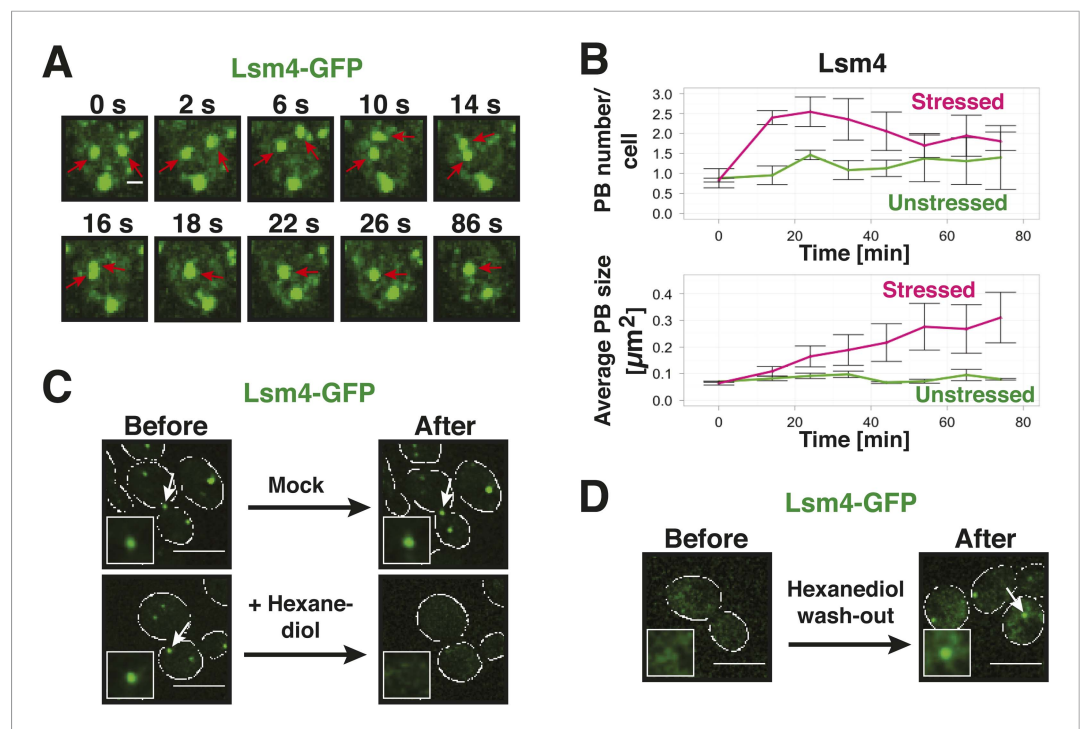 A
Lsm4-GFP
0 s 2 s 6 s 10 s 14 s
16 s 18 s 22 s 26 s 86 s
B
Lsm4
PB number/
cell
3.0
2.5
2.0
1.5
1.0
0.5
0.0
Stressed
Unstressed
0 20 40 60 80
Time [min]
Average PB size
[µm2]
0.4
0.3
0.2
0.1
0.0
Stressed
Unstressed
0 20 40 60 80
Time [min]
C
Lsm4-GFP
Before After
Mock
+ Hexane-
diol
D
Lsm4-GFP
Before After
Hexanediol
wash-out